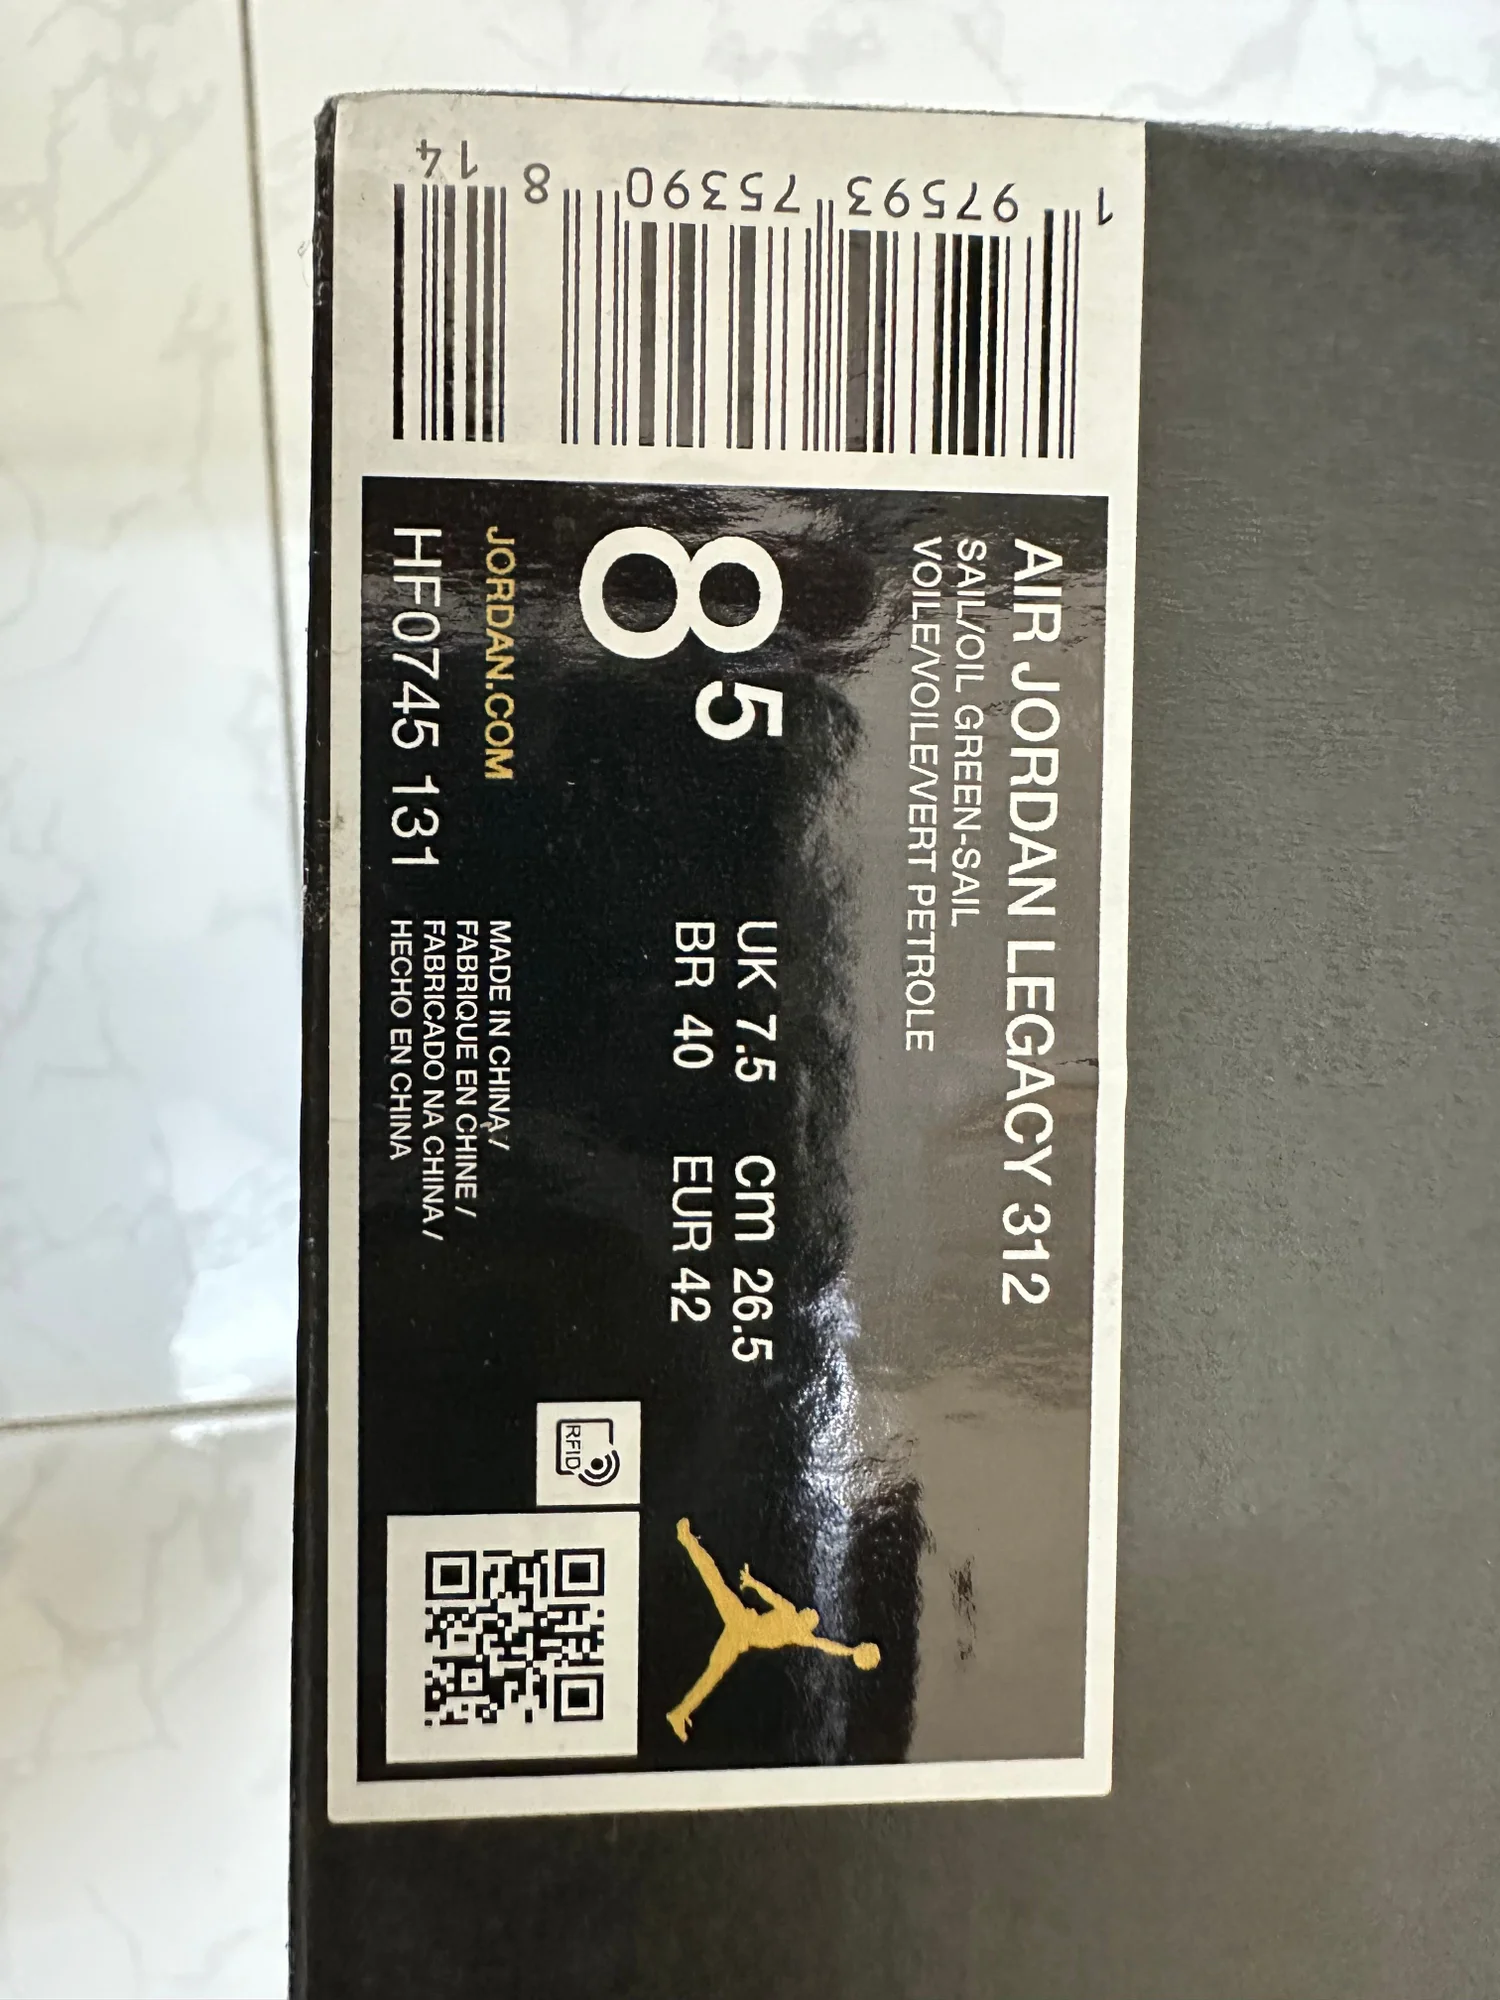 AIR JORDAN LEGACY 312
SAIL/OIL GREEN-SAIL
VOILE/VOILE/VERT PETROLE
8 5
UK 7.5 cm 26.5
BR 40 EUR 42
JORDAN.COM
HF0745 131
MADE IN CHINA /
FABRIQUE EN CHINE /
FABRICADO NA CHINA /
HECHO EN CHINA
RFID
1 97593 75390 8 14